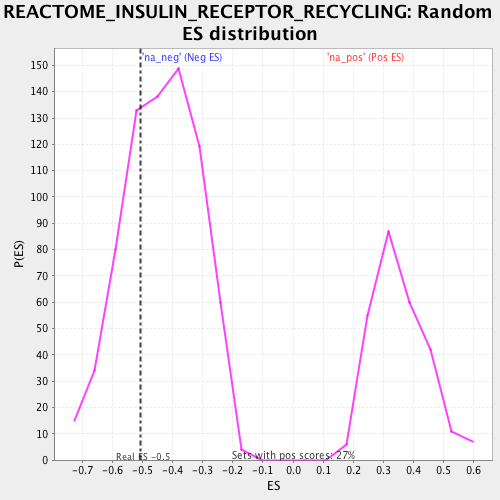 REACTOME_INSULIN_RECEPTOR_RECYCLING: Random
ES distribution
'na_neg' (Neg ES)
'na_pos' (Pos ES)
150
140
130
120
110
100
90
80
70
60
50
40
30
20
10
0
P(ES)
Real ES -0.5
Sets with pos scores: 27%
-0.7 -0.6 -0.5 -0.4 -0.3 -0.2 -0.1 0.0 0.1 0.2 0.3 0.4 0.5 0.6
ES